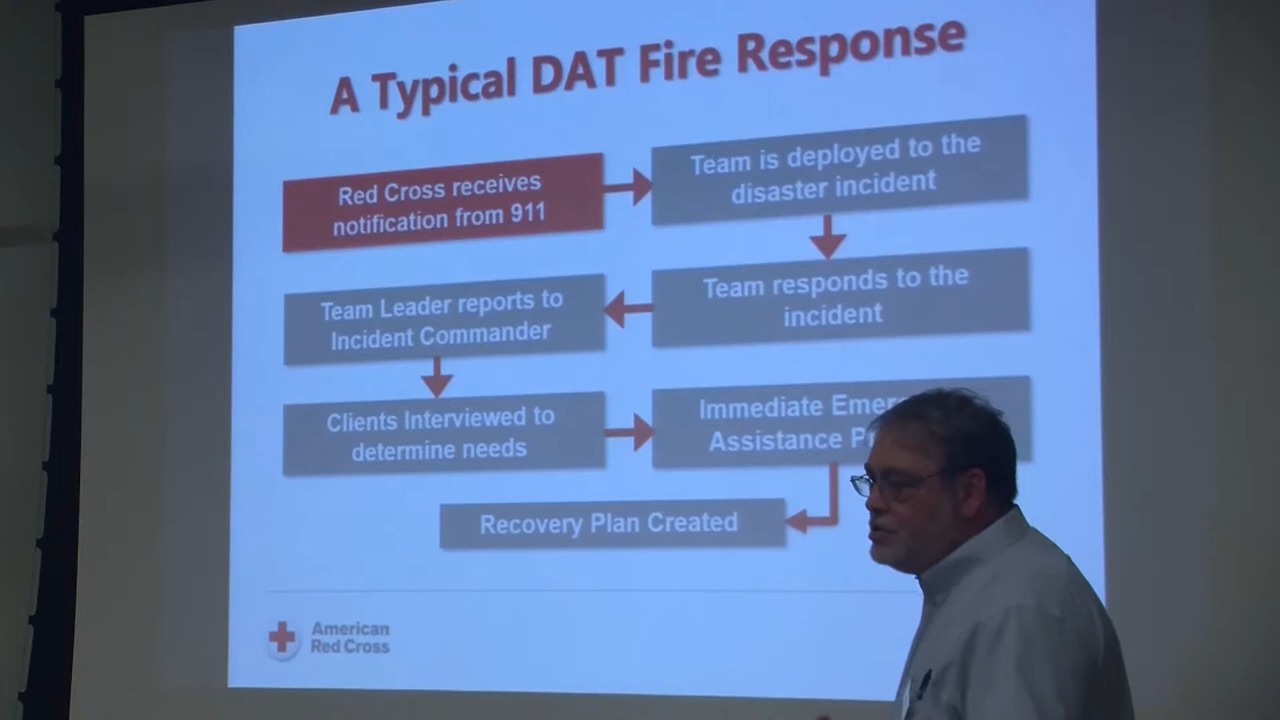 A Typical DAT Fire Response
Red Cross receives
notification from 911
Team is deployed to the
disaster incident
Team responds to the
incident
Team Leader reports to
Incident Commander
Clients Interviewed to
determine needs
Immediate
Assistance
Recovery Plan Created
American
Red Cross